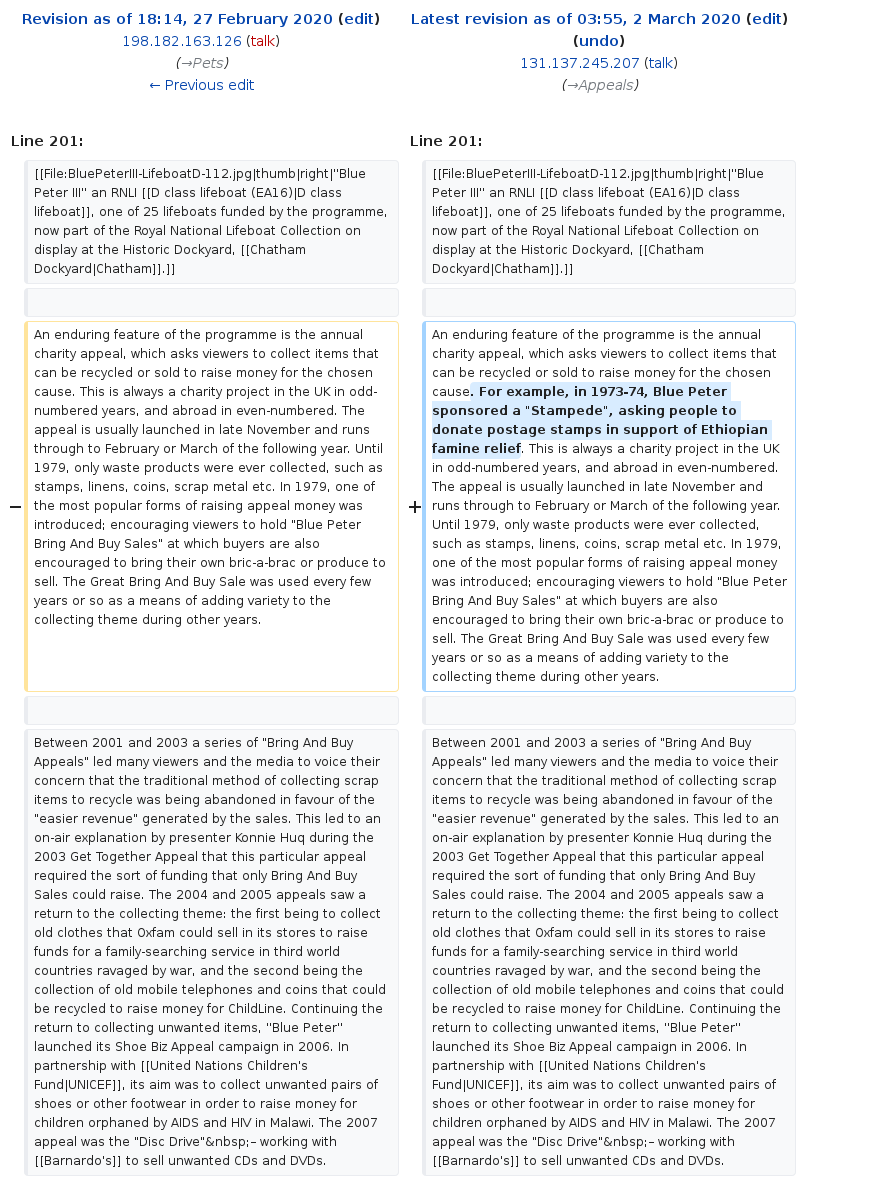 Revision as of 18:14, 27 February 2020 (edit)
198.182.163.126 (talk)
(→Pets)
← Previous edit
Latest revision as of 03:55, 2 March 2020 (edit)
(undo)
131.137.245.207 (talk)
(→Appeals)
Line 201:
Line 201:
[[File:BluePeterIII-LifeboatD-112.jpg|thumb|right|''Blue
Peter III'' an RNLI [[D class lifeboat (EA16)|D class
lifeboat]], one of 25 lifeboats funded by the programme,
now part of the Royal National Lifeboat Collection on
display at the Historic Dockyard, [[Chatham
Dockyard|Chatham]].]]
[[File:BluePeterIII-LifeboatD-112.jpg|thumb|right|''Blue
Peter III'' an RNLI [[D class lifeboat (EA16)|D class
lifeboat]], one of 25 lifeboats funded by the programme,
now part of the Royal National Lifeboat Collection on
display at the Historic Dockyard, [[Chatham
Dockyard|Chatham]].]]
−
An enduring feature of the programme is the annual
charity appeal, which asks viewers to collect items that
can be recycled or sold to raise money for the chosen
cause. This is always a charity project in the UK in odd-
numbered years, and abroad in even-numbered. The
appeal is usually launched in late November and runs
through to February or March of the following year. Until
1979, only waste products were ever collected, such as
stamps, linens, coins, scrap metal etc. In 1979, one of
the most popular forms of raising appeal money was
introduced; encouraging viewers to hold "Blue Peter
Bring And Buy Sales" at which buyers are also
encouraged to bring their own bric-a-brac or produce to
sell. The Great Bring And Buy Sale was used every few
years or so as a means of adding variety to the
collecting theme during other years.
+
An enduring feature of the programme is the annual
charity appeal, which asks viewers to collect items that
can be recycled or sold to raise money for the chosen
cause. For example, in 1973-74, Blue Peter
sponsored a "Stampede", asking people to
donate postage stamps in support of Ethiopian
famine relief. This is always a charity project in the UK
in odd-numbered years, and abroad in even-numbered.
The appeal is usually launched in late November and
runs through to February or March of the following year.
Until 1979, only waste products were ever collected,
such as stamps, linens, coins, scrap metal etc. In 1979,
one of the most popular forms of raising appeal money
was introduced; encouraging viewers to hold "Blue Peter
Bring And Buy Sales" at which buyers are also
encouraged to bring their own bric-a-brac or produce to
sell. The Great Bring And Buy Sale was used every few
years or so as a means of adding variety to the
collecting theme during other years.
Between 2001 and 2003 a series of "Bring And Buy
Appeals" led many viewers and the media to voice their
concern that the traditional method of collecting scrap
items to recycle was being abandoned in favour of the
"easier revenue" generated by the sales. This led to an
on-air explanation by presenter Konnie Huq during the
2003 Get Together Appeal that this particular appeal
required the sort of funding that only Bring And Buy
Sales could raise. The 2004 and 2005 appeals saw a
return to the collecting theme: the first being to collect
old clothes that Oxfam could sell in its stores to raise
funds for a family-searching service in third world
countries ravaged by war, and the second being the
collection of old mobile telephones and coins that could
be recycled to raise money for ChildLine. Continuing the
return to collecting unwanted items, ''Blue Peter''
launched its Shoe Biz Appeal campaign in 2006. In
partnership with [[United Nations Children's
Fund|UNICEF]], its aim was to collect unwanted pairs of
shoes or other footwear in order to raise money for
children orphaned by AIDS and HIV in Malawi. The 2007
appeal was the "Disc Drive"&nbsp;– working with
[[Barnardo's]] to sell unwanted CDs and DVDs.
Between 2001 and 2003 a series of "Bring And Buy
Appeals" led many viewers and the media to voice their
concern that the traditional method of collecting scrap
items to recycle was being abandoned in favour of the
"easier revenue" generated by the sales. This led to an
on-air explanation by presenter Konnie Huq during the
2003 Get Together Appeal that this particular appeal
required the sort of funding that only Bring And Buy
Sales could raise. The 2004 and 2005 appeals saw a
return to the collecting theme: the first being to collect
old clothes that Oxfam could sell in its stores to raise
funds for a family-searching service in third world
countries ravaged by war, and the second being the
collection of old mobile telephones and coins that could
be recycled to raise money for ChildLine. Continuing the
return to collecting unwanted items, ''Blue Peter''
launched its Shoe Biz Appeal campaign in 2006. In
partnership with [[United Nations Children's
Fund|UNICEF]], its aim was to collect unwanted pairs of
shoes or other footwear in order to raise money for
children orphaned by AIDS and HIV in Malawi. The 2007
appeal was the "Disc Drive"&nbsp;– working with
[[Barnardo's]] to sell unwanted CDs and DVDs.